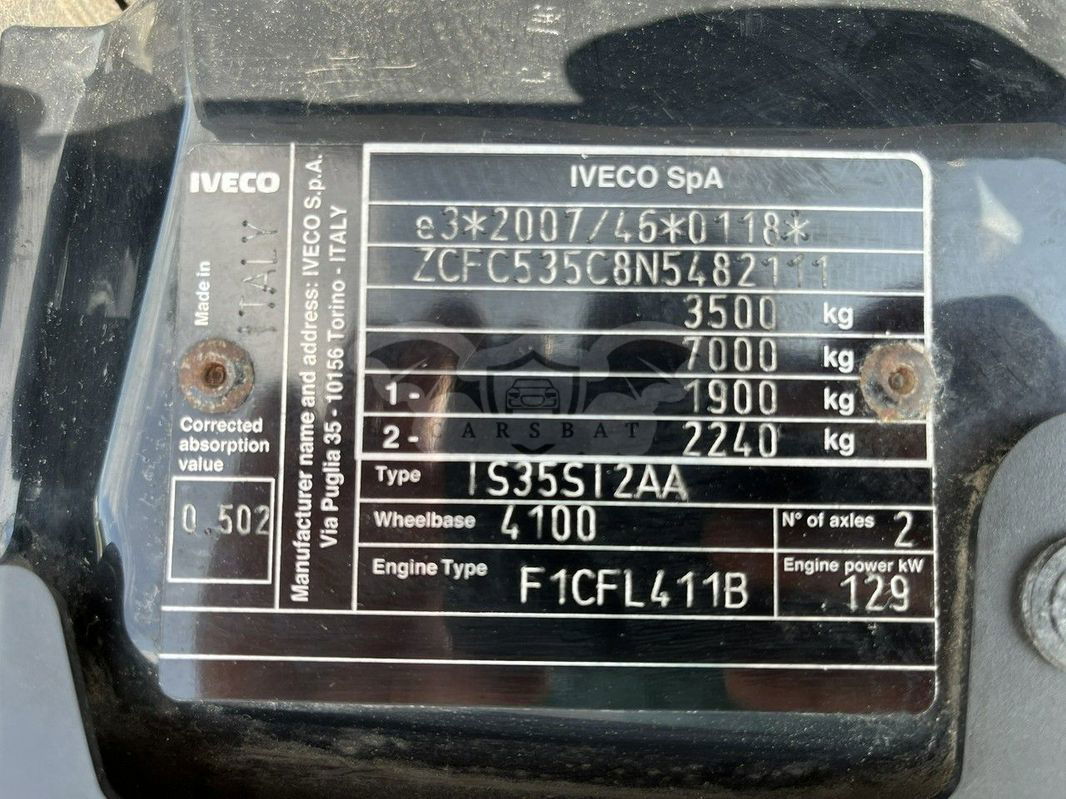 IVECO
Made in ITALY
Corrected
absorption
value
0.502
Manufacturer name and address: IVECO S.p.A.
Via Puglia 35 - 10156 Torino - ITALY
IVECO SpA
e3*2007/46*0118*
ZCFC535C8N5482111
3500 kg
7000 kg
1- 1900 kg
2- 2240 kg
Type IS35SI2AA
Wheelbase 4100 N° of axles 2
Engine Type F1CFL411B Engine power kW 129
CARSBAT